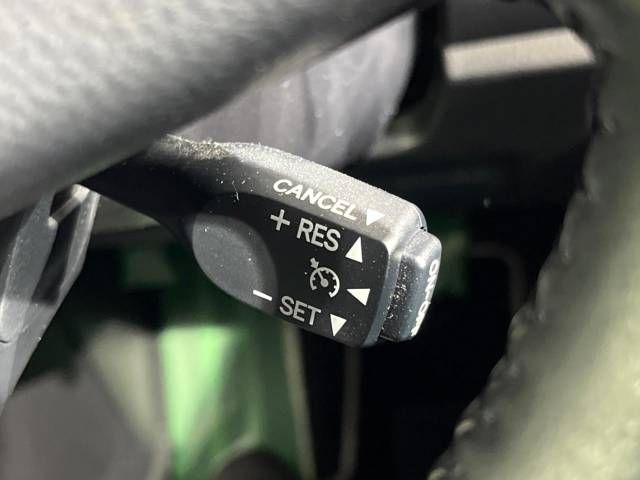 CANCEL ▼
+ RES ▲
◀
− SET ▼